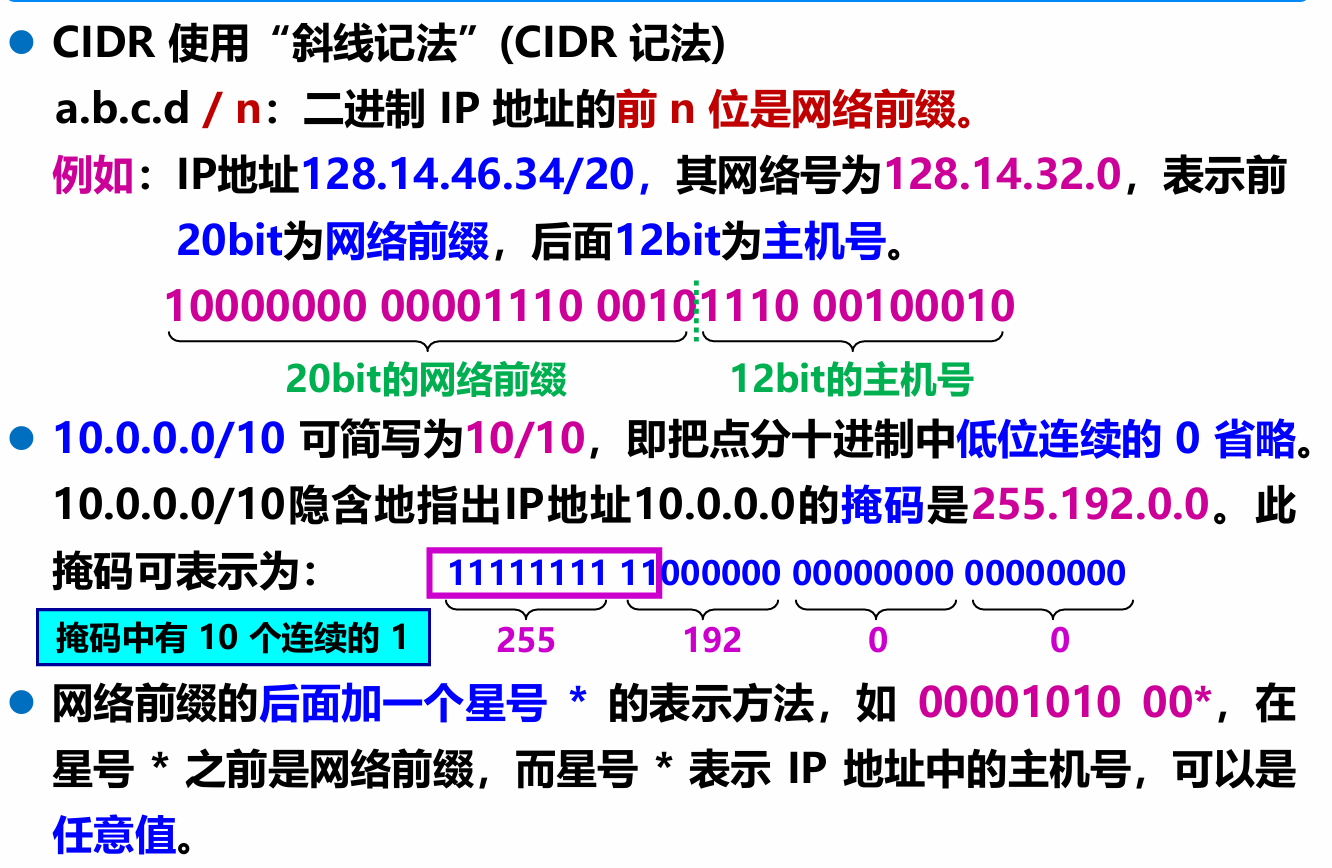 CIDR 使用“斜线记法”(CIDR 记法)
a.b.c.d / n：二进制 IP 地址的前 n 位是网络前缀。
例如：IP地址128.14.46.34/20，其网络号为128.14.32.0，表示前
20bit为网络前缀，后面12bit为主机号。
10000000 00001110 00101110 00100010
20bit的网络前缀 12bit的主机号
10.0.0.0/10 可简写为10/10，即把点分十进制中低位连续的 0 省略。
10.0.0.0/10隐含地指出IP地址10.0.0.0的掩码是255.192.0.0。此
掩码可表示为： 11111111 11000000 00000000 00000000
掩码中有 10 个连续的 1 255 192 0 0
网络前缀的后面加一个星号 * 的表示方法，如 00001010 00*，在
星号 * 之前是网络前缀，而星号 * 表示 IP 地址中的主机号，可以是
任意值。